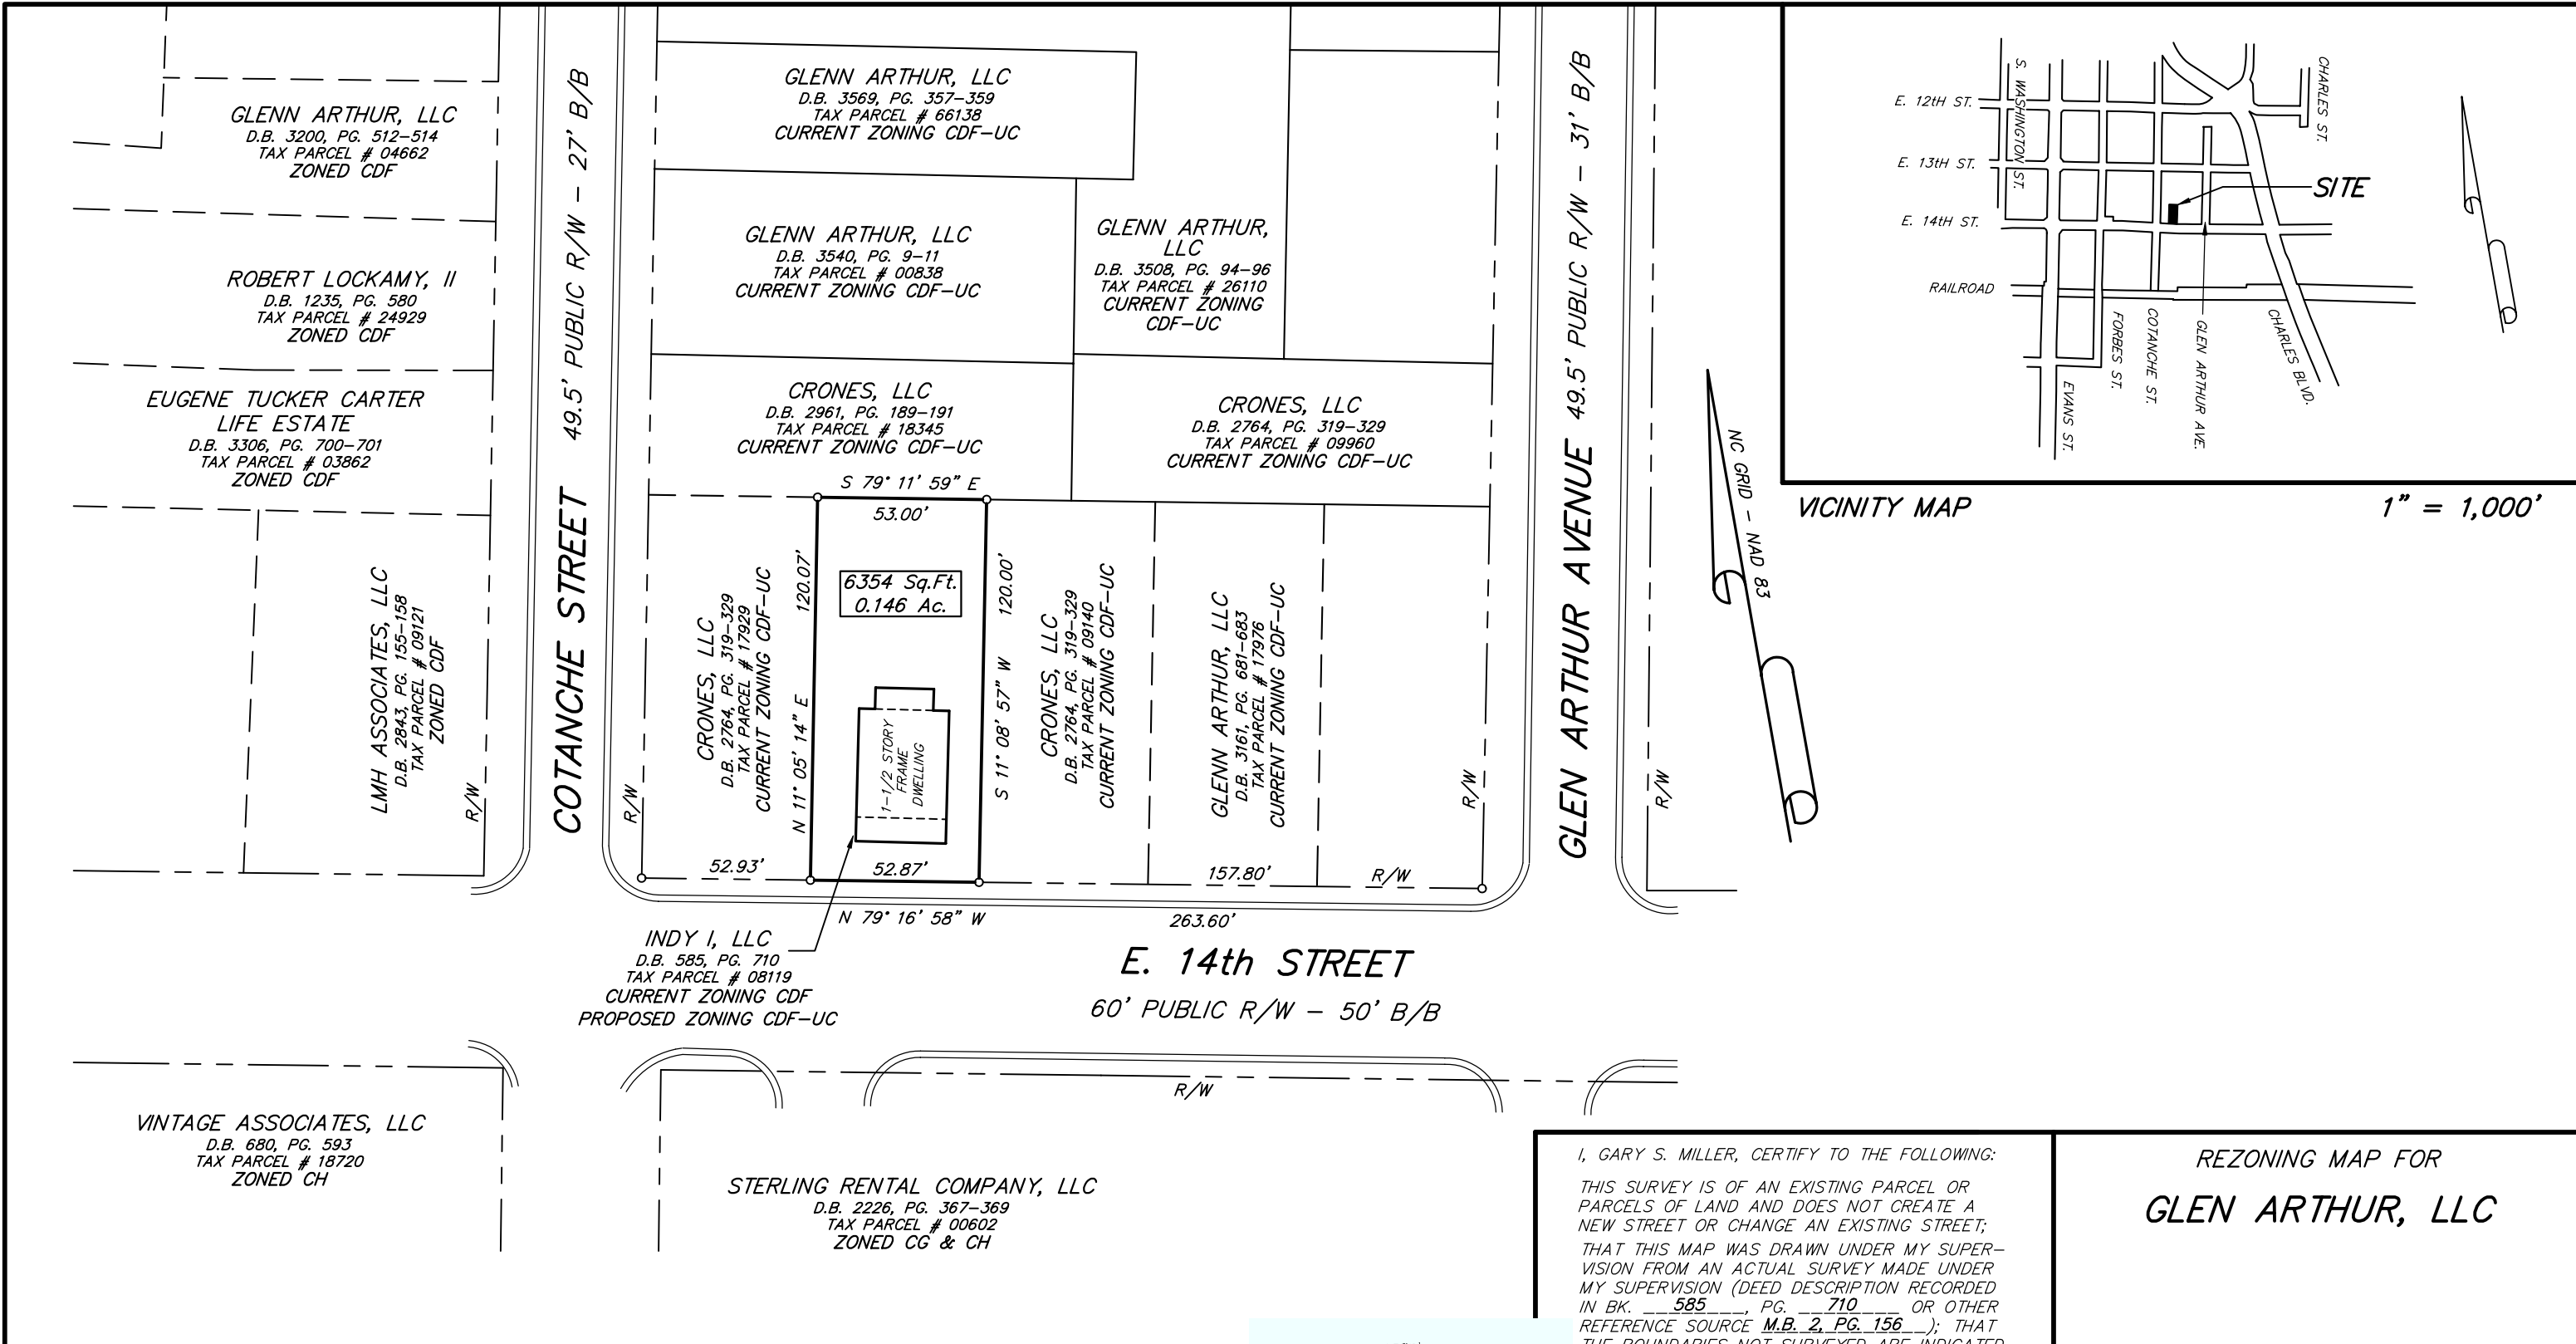 GLENN ARTHUR, LLC
D.B. 3200, PG. 512-514
TAX PARCEL # 04662
ZONED CDF
ROBERT LOCKAMY, II
D.B. 1235, PG. 580
TAX PARCEL # 24929
ZONED CDF
EUGENE TUCKER CARTER
LIFE ESTATE
D.B. 3306, PG. 700-701
TAX PARCEL # 03862
ZONED CDF
LMH ASSOCIATES, LLC
D.B. 2843, PG. 155-158
TAX PARCEL # 09121
ZONED CDF
R/W
COTANCHE STREET 49.5' PUBLIC R/W - 27' B/B
R/W
GLENN ARTHUR, LLC
D.B. 3569, PG. 357-359
TAX PARCEL # 66138
CURRENT ZONING CDF-UC
GLENN ARTHUR, LLC
D.B. 3540, PG. 9-11
TAX PARCEL # 00838
CURRENT ZONING CDF-UC
GLENN ARTHUR,
LLC
D.B. 3508, PG. 94-96
TAX PARCEL # 26110
CURRENT ZONING
CDF-UC
CRONES, LLC
D.B. 2961, PG. 189-191
TAX PARCEL # 18345
CURRENT ZONING CDF-UC
CRONES, LLC
D.B. 2764, PG. 319-329
TAX PARCEL # 09960
CURRENT ZONING CDF-UC
S 79° 11' 59" E
53.00'
CRONES, LLC
D.B. 2764, PG. 319-329
TAX PARCEL # 17929
CURRENT ZONING CDF-UC
N 11° 05' 14" E 120.07'
6354 Sq.Ft.
0.146 Ac.
1-1/2 STORY
FRAME
DWELLING
S 11° 08' 57" W 120.00'
CRONES, LLC
D.B. 2764, PG. 319-329
TAX PARCEL # 09140
CURRENT ZONING CDF-UC
GLENN ARTHUR, LLC
D.B. 3161, PG. 681-683
TAX PARCEL # 17976
CURRENT ZONING CDF-UC
R/W
52.93'
52.87'
157.80'
R/W
N 79° 16' 58" W
263.60'
GLEN ARTHUR AVENUE 49.5' PUBLIC R/W - 31' B/B
R/W
INDY I, LLC
D.B. 585, PG. 710
TAX PARCEL # 08119
CURRENT ZONING CDF
PROPOSED ZONING CDF-UC
E. 14th STREET
60' PUBLIC R/W - 50' B/B
R/W
VINTAGE ASSOCIATES, LLC
D.B. 680, PG. 593
TAX PARCEL # 18720
ZONED CH
STERLING RENTAL COMPANY, LLC
D.B. 2226, PG. 367-369
TAX PARCEL # 00602
ZONED CG & CH
NC GRID - NAD 83
E. 12tH ST.
S. WASHINGTON ST.
CHARLES ST.
E. 13tH ST.
SITE
E. 14tH ST.
RAILROAD
EVANS ST.
FORBES ST.
COTANCHE ST.
GLEN ARTHUR AVE.
CHARLES BLVD.
VICINITY MAP
1" = 1,000'
I, GARY S. MILLER, CERTIFY TO THE FOLLOWING:
THIS SURVEY IS OF AN EXISTING PARCEL OR
PARCELS OF LAND AND DOES NOT CREATE A
NEW STREET OR CHANGE AN EXISTING STREET;
THAT THIS MAP WAS DRAWN UNDER MY SUPER-
VISION FROM AN ACTUAL SURVEY MADE UNDER
MY SUPERVISION (DEED DESCRIPTION RECORDED
IN BK. 585, PG. 710 OR OTHER
REFERENCE SOURCE M.B. 2, PG. 156); THAT
THE BOUNDARIES NOT SURVEYED ARE INDICATED
REZONING MAP FOR
GLEN ARTHUR, LLC